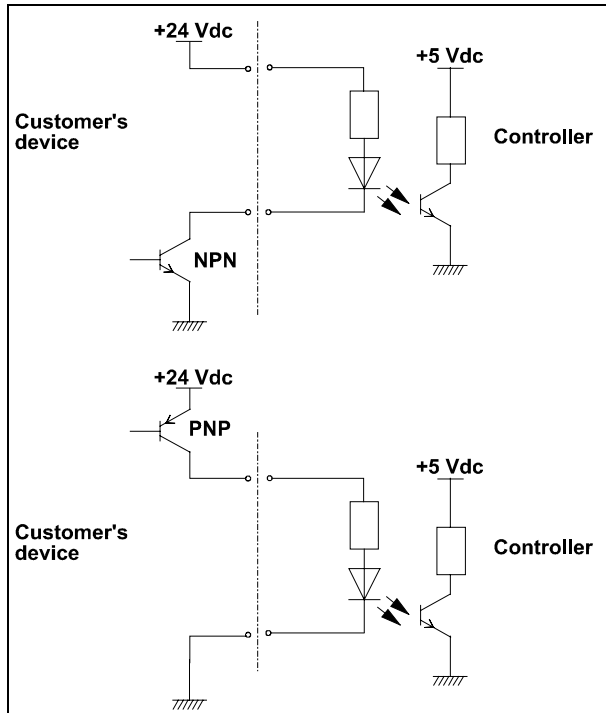 +24 Vdc
+5 Vdc
Customer's
device
Controller
NPN
+24 Vdc
PNP
+5 Vdc
Customer's
device
Controller